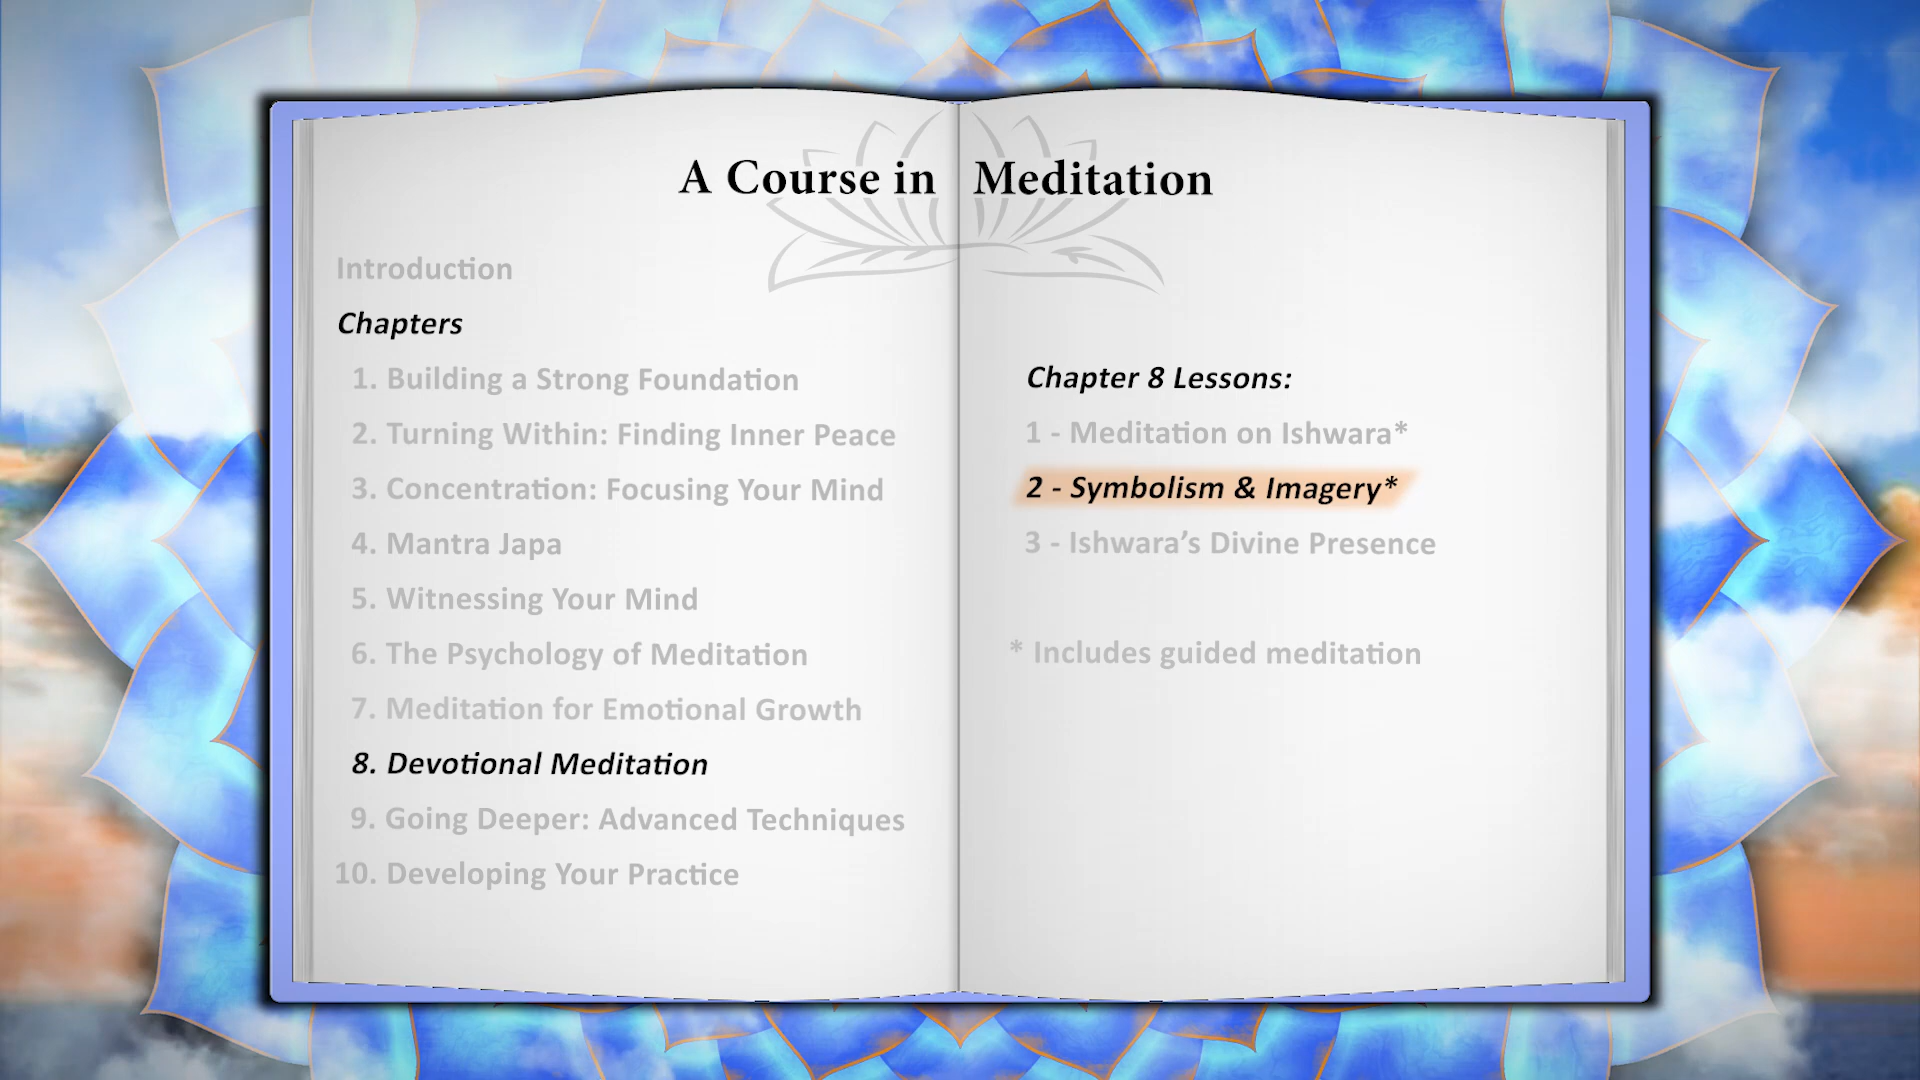 A Course in Meditation
Introduction
Chapters
1. Building a Strong Foundation
2. Turning Within: Finding Inner Peace
3. Concentration: Focusing Your Mind
4. Mantra Japa
5. Witnessing Your Mind
6. The Psychology of Meditation
7. Meditation for Emotional Growth
8. Devotional Meditation
9. Going Deeper: Advanced Techniques
10. Developing Your Practice
Chapter 8 Lessons:
1 - Meditation on Ishwara*
2 - Symbolism & Imagery*
3 - Ishwara’s Divine Presence
* Includes guided meditation